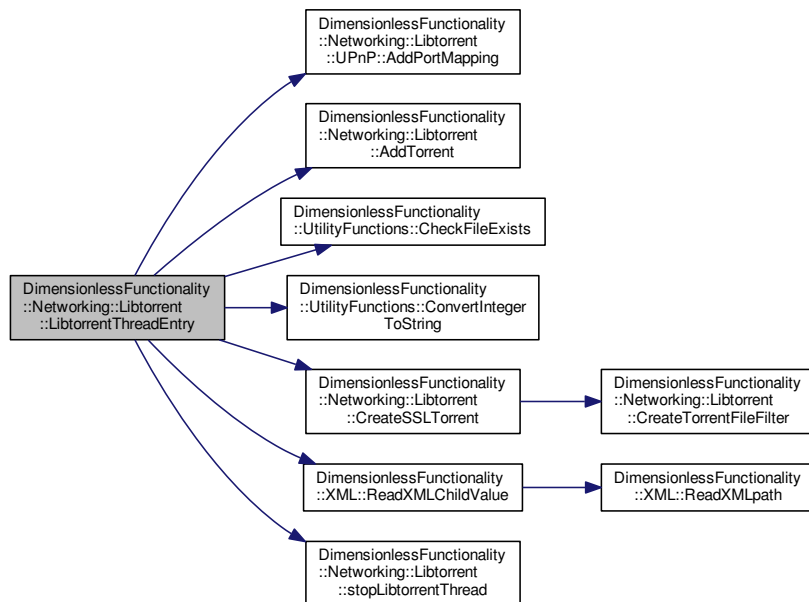 DimensionlessFunctionality
::Networking::Libtorrent
::UPnP::AddPortMapping
DimensionlessFunctionality
::Networking::Libtorrent
::AddTorrent
DimensionlessFunctionality
::UtilityFunctions::CheckFileExists
DimensionlessFunctionality
::Networking::Libtorrent
::LibtorrentThreadEntry
DimensionlessFunctionality
::UtilityFunctions::ConvertInteger
ToString
DimensionlessFunctionality
::Networking::Libtorrent
::CreateSSLTorrent
DimensionlessFunctionality
::Networking::Libtorrent
::CreateTorrentFileFilter
DimensionlessFunctionality
::XML::ReadXMLChildValue
DimensionlessFunctionality
::XML::ReadXMLpath
DimensionlessFunctionality
::Networking::Libtorrent
::stopLibtorrentThread